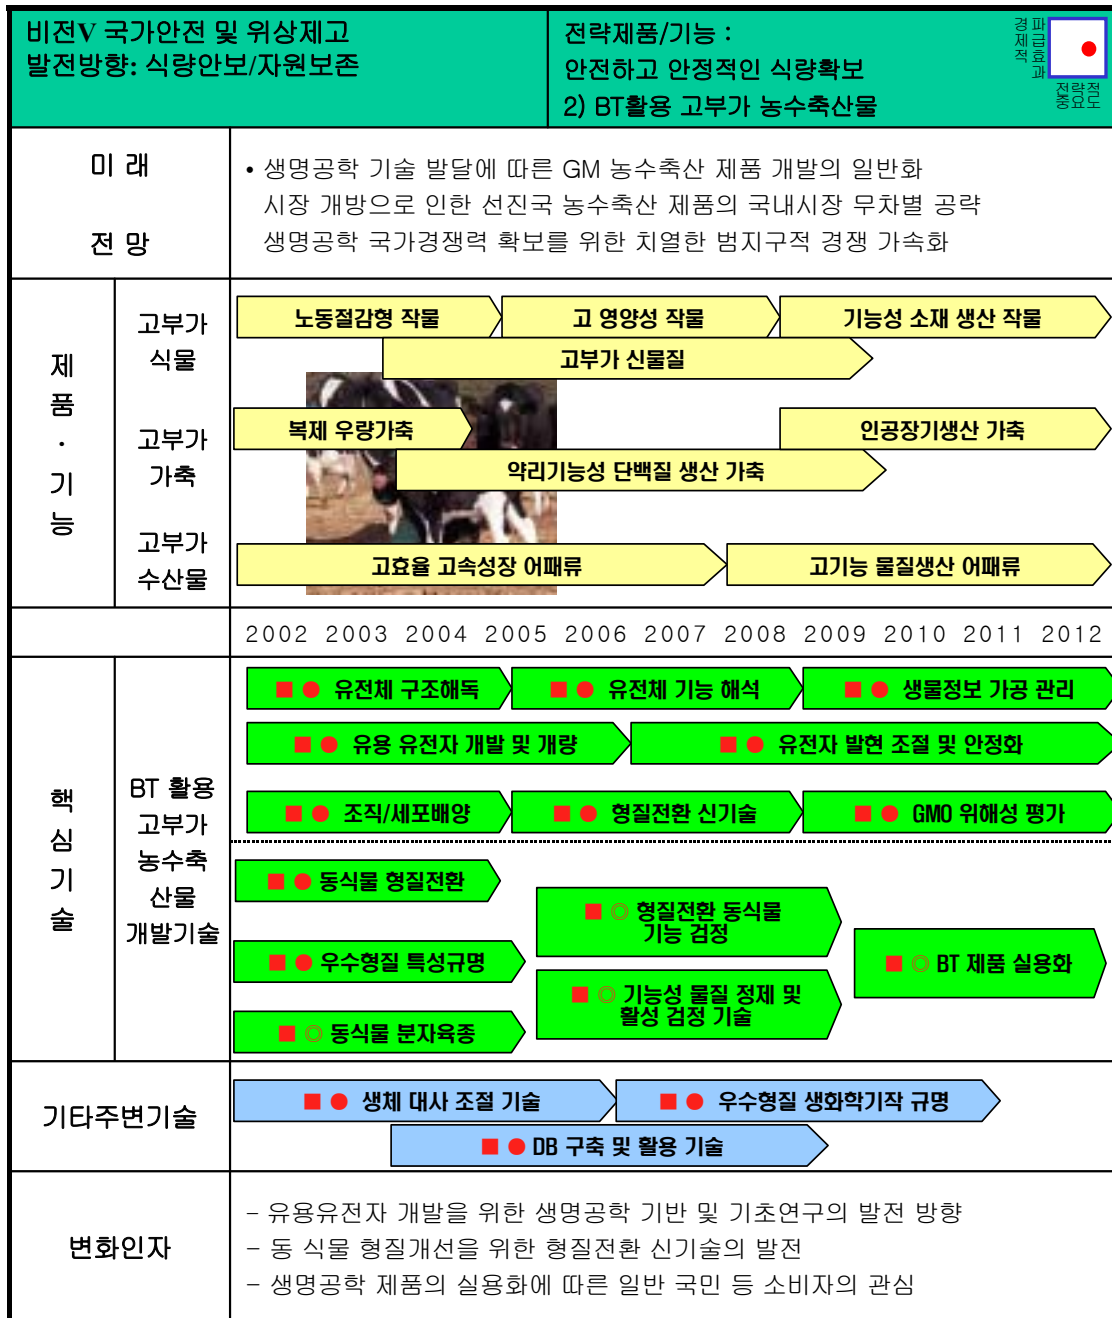 비전V 국가안전 및 위상제고
발전방향: 식량안보/자원보존
전략제품/기능 :
안전하고 안정적인 식량확보
2) BT활용 고부가 농수축산물
경제적
파급효과
전략적
중요도
미 래
전 망
• 생명공학 기술 발달에 따른 GM 농수축산 제품 개발의 일반화
시장 개방으로 인한 선진국 농수축산 제품의 국내시장 무차별 공략
생명공학 국가경쟁력 확보를 위한 치열한 범지구적 경쟁 가속화
제
품
·
기
능
고부가
식물
노동절감형 작물
고 영양성 작물
기능성 소재 생산 작물
고부가 신물질
고부가
가축
복제 우량가축
인공장기생산 가축
약리기능성 단백질 생산 가축
고부가
수산물
고효율 고속성장 어패류
고기능 물질생산 어패류
2002 2003 2004 2005 2006 2007 2008 2009 2010 2011 2012
핵
심
기
술
BT 활용
고부가
농수축
산물
개발기술
■ ● 유전체 구조해독
■ ● 유전체 기능 해석
■ ● 생물정보 가공 관리
■ ● 유용 유전자 개발 및 개량
■ ● 유전자 발현 조절 및 안정화
■ ● 조직/세포배양
■ ● 형질전환 신기술
■ ● GMO 위해성 평가
■ ● 동식물 형질전환
■ ◎ 형질전환 동식물
기능 검정
■ ● 우수형질 특성규명
■ ◎ BT 제품 실용화
■ ◎ 기능성 물질 정제 및
활성 검정 기술
■ ◎ 동식물 분자육종
기타주변기술
■ ● 생체 대사 조절 기술
■ ● 우수형질 생화학기작 규명
■ ● DB 구축 및 활용 기술
변화인자
– 유용유전자 개발을 위한 생명공학 기반 및 기초연구의 발전 방향
– 동 식물 형질개선을 위한 형질전환 신기술의 발전
– 생명공학 제품의 실용화에 따른 일반 국민 등 소비자의 관심